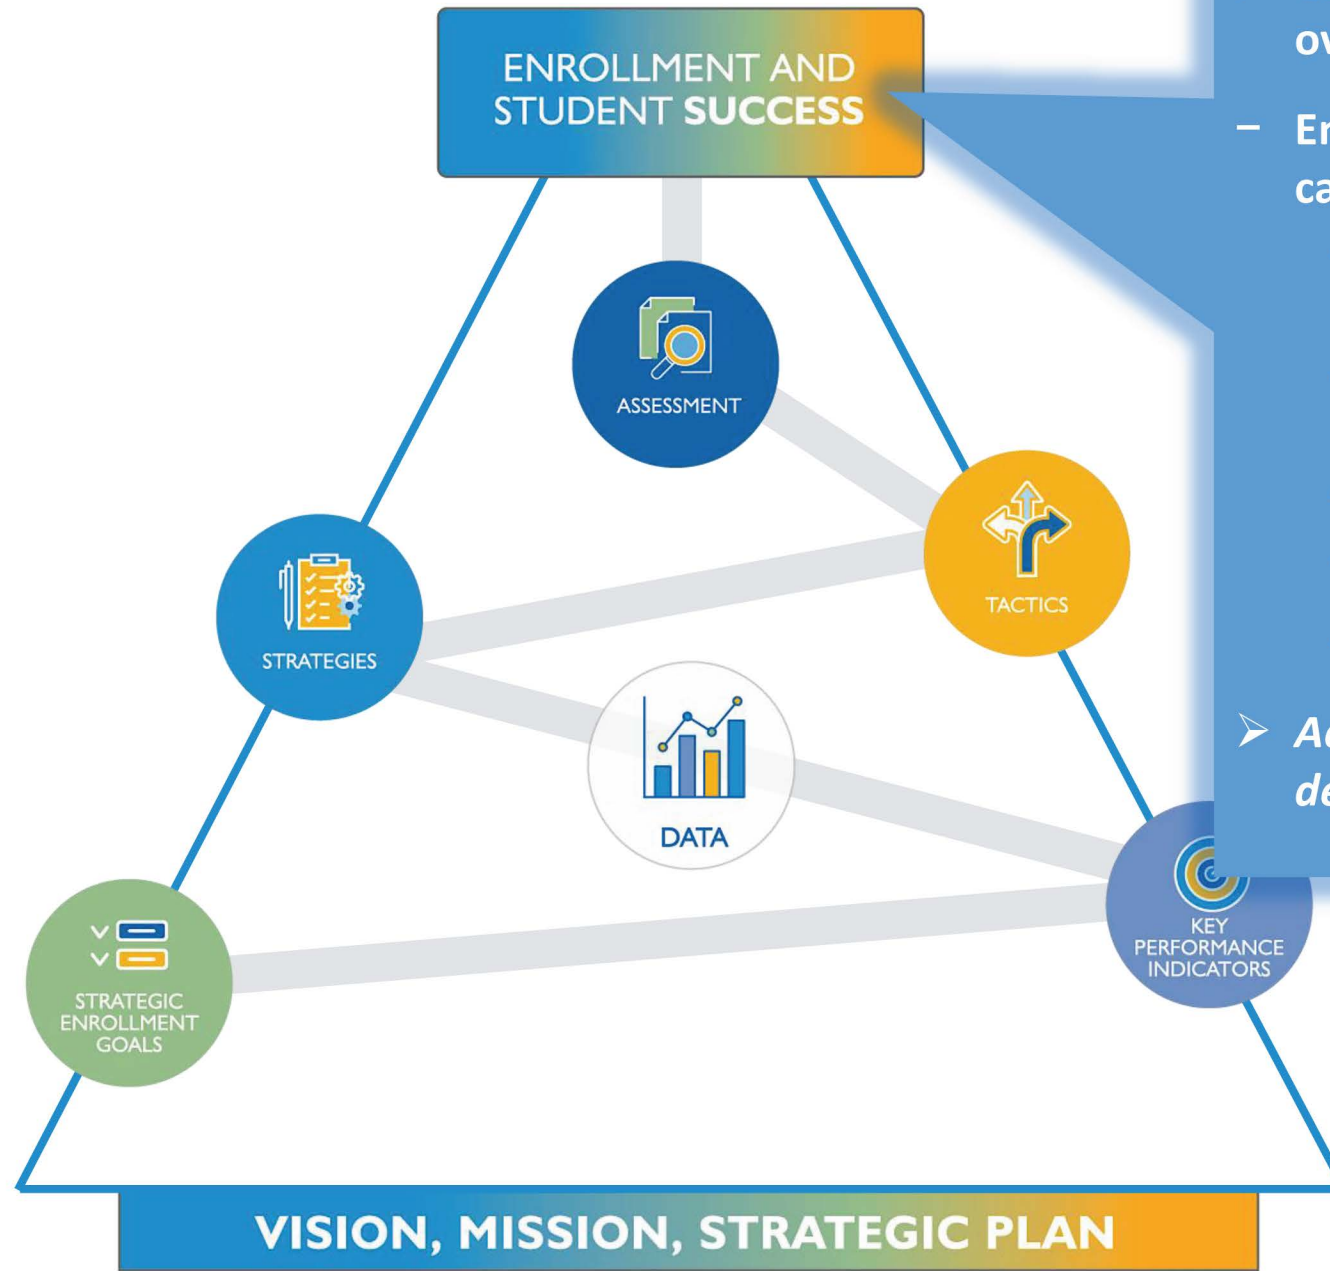 ENROLLMENT AND
STUDENT SUCCESS
ASSESSMENT
TACTICS
STRATEGIES
DATA
KEY
PERFORMANCE
INDICATORS
STRATEGIC
ENROLLMENT
GOALS
VISION, MISSION, STRATEGIC PLAN